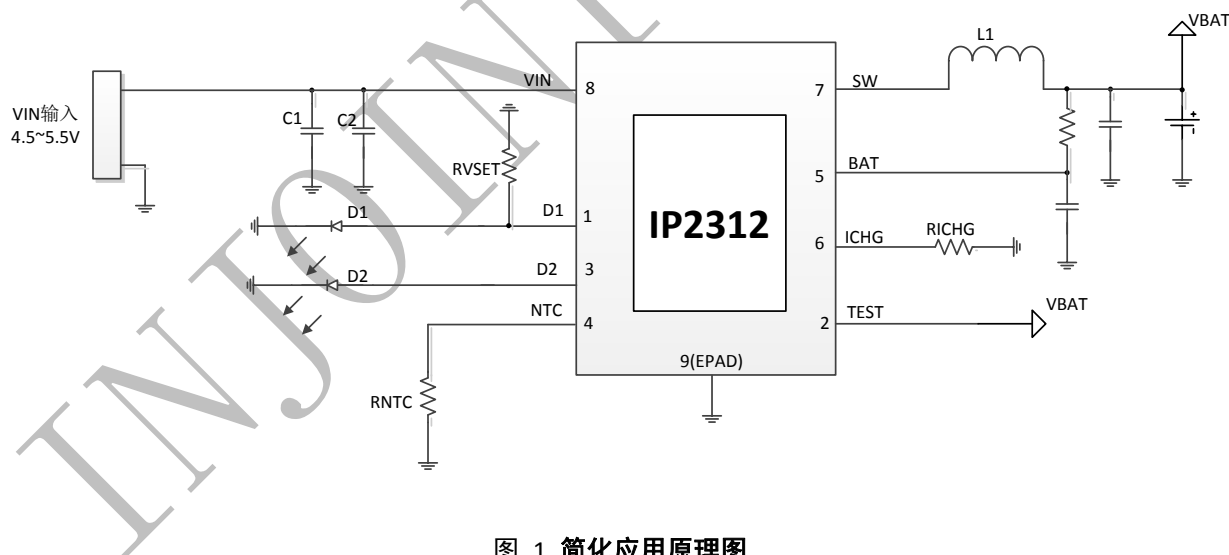 VBAT
L1
VIN
8
7
SW
VIN输入
4.5~5.5V
C1
C2
RVSET
5
BAT
D1
D1
1
IP2312
6
ICHG
RICHG
D2
D2
3
NTC
4
2
TEST
VBAT
9(EPAD)
RNTC
INJOINI
图 1 简化应用原理图